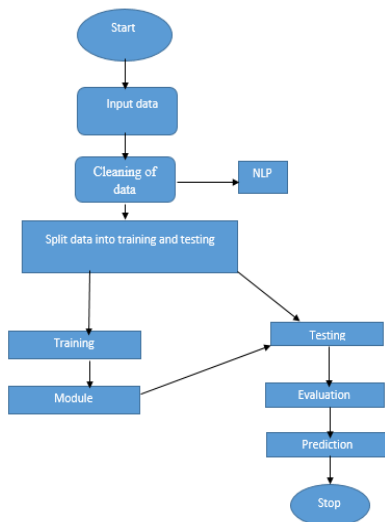 Start
Input data
Cleaning of
data
NLP
Split data into training and testing
Training
Testing
Module
Evaluation
Prediction
Stop